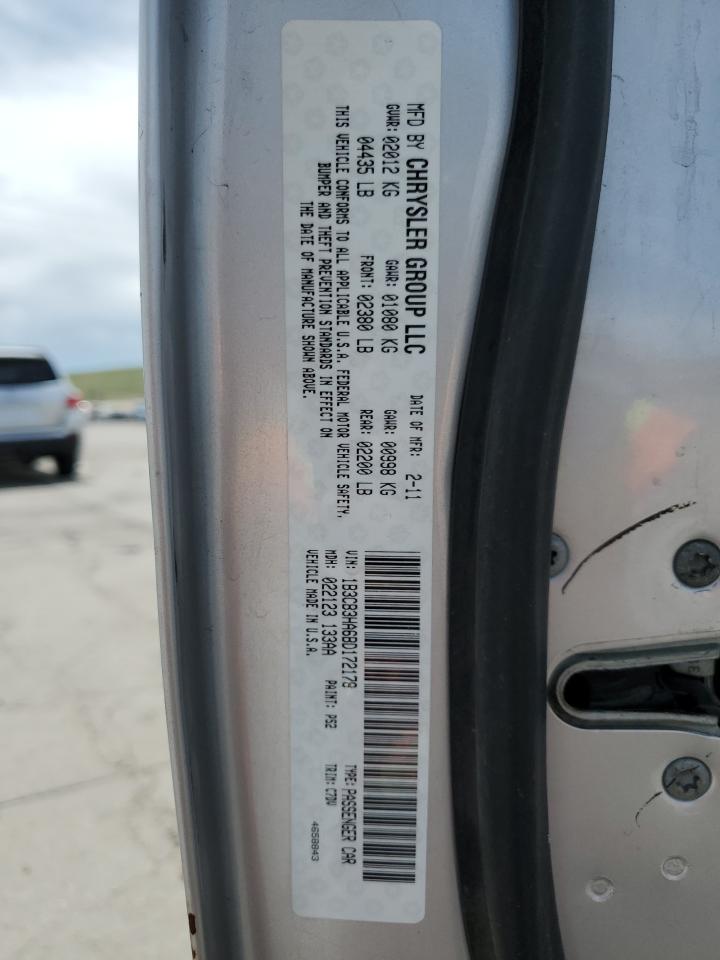 MFD BY CHRYSLER GROUP LLC DATE OF MFR: 2-11
GVWR: 02012 KG GAWR: 01080 KG GAWR: 00998 KG
04435 LB FRONT: 02380 LB REAR: 02200 LB
THIS VEHICLE CONFORMS TO ALL APPLICABLE U.S.A. FEDERAL MOTOR VEHICLE SAFETY,
BUMPER AND THEFT PREVENTION STANDARDS IN EFFECT ON
THE DATE OF MANUFACTURE SHOWN ABOVE.
VIN: 1B3CB3HA6BD172179 TYPE: PASSENGER CAR
MDH: 022123 133AA PAINT: PS2 TRIM: C7DV
VEHICLE MADE IN U.S.A. 4658843